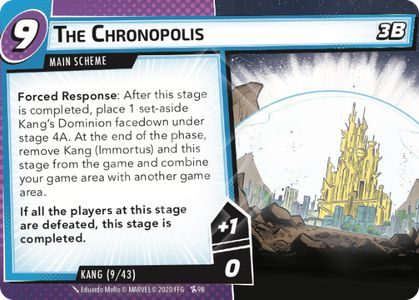 9
THE CHRONOPOLIS
3B
MAIN SCHEME
Forced Response: After this stage
is completed, place 1 set-aside
Kang's Dominion facedown under
stage 4A. At the end of the phase,
remove Kang (Immortus) and this
stage from the game and combine
your game area with another game
area.
If all the players at this stage
are defeated, this stage is
completed.
+1
0
KANG (9/43)
Eduardo Mello © MARVEL © 2020 FFG 98